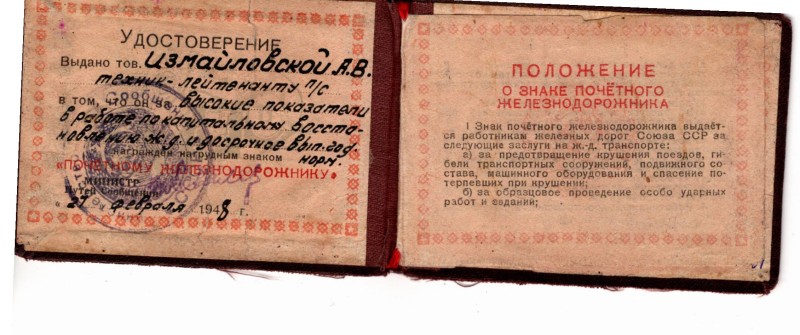 УДОСТОВЕРЕНИЕ
Выдано тов. Измайловской А.В.
техник-лейтенанту п/с
в том, что он за высокие показатели
в работе по капитальному восста-
новлению ж.д. и досрочное вып. год.
норм.
награждён нагрудным знаком
«ПОЧЕТНОМУ ЖЕЛЕЗНОДОРОЖНИКУ»
МИНИСТР
Путей Сообщения
«27 февраля 1948 г.
ПОЛОЖЕНИЕ
О ЗНАКЕ ПОЧЁТНОГО
ЖЕЛЕЗНОДОРОЖНИКА
1 Знак почётного железнодорожника выдаёт-
ся работникам железных дорог Союза ССР за
следующие заслуги на ж.-д. транспорте:
а) за предотвращение крушения поездов, ги-
бели транспортных сооружений, подвижного со-
става, машинного оборудования и спасение по-
терпевших при крушении;
б) за образцовое проведение особо ударных
работ и заданий;